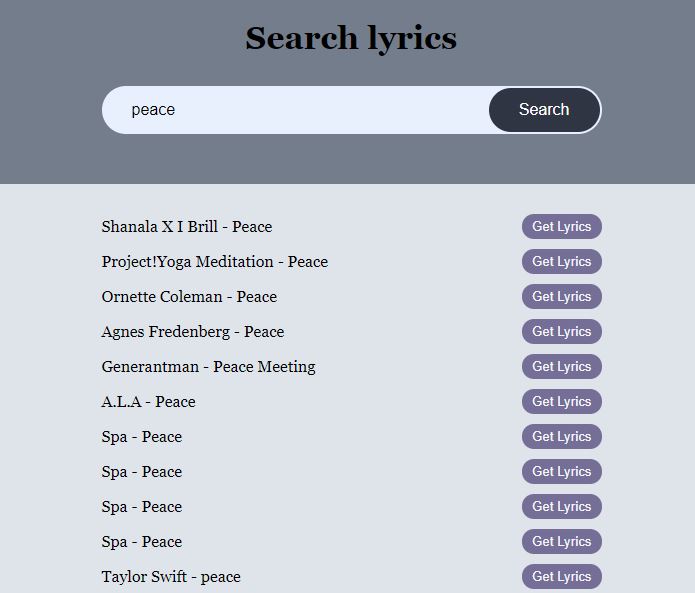 Search lyrics
peace Search
Shanala X I Brill - Peace Get Lyrics
Project!Yoga Meditation - Peace Get Lyrics
Ornette Coleman - Peace Get Lyrics
Agnes Fredenberg - Peace Get Lyrics
Generantman - Peace Meeting Get Lyrics
A.L.A - Peace Get Lyrics
Spa - Peace Get Lyrics
Spa - Peace Get Lyrics
Spa - Peace Get Lyrics
Spa - Peace Get Lyrics
Taylor Swift - peace Get Lyrics